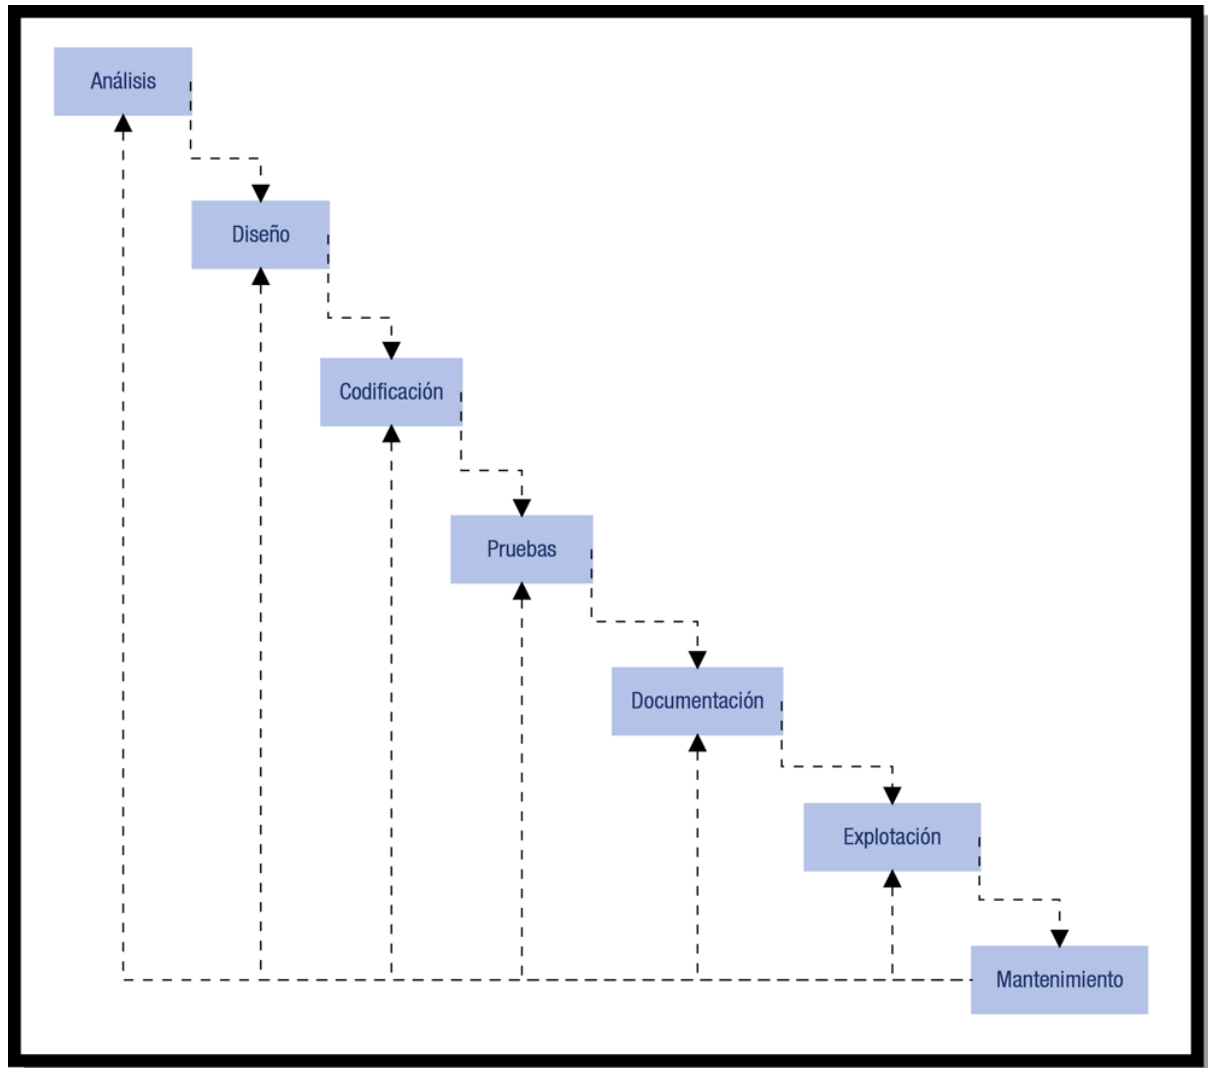 Análisis
Diseño
Codificación
Pruebas
Documentación
Explotación
Mantenimiento